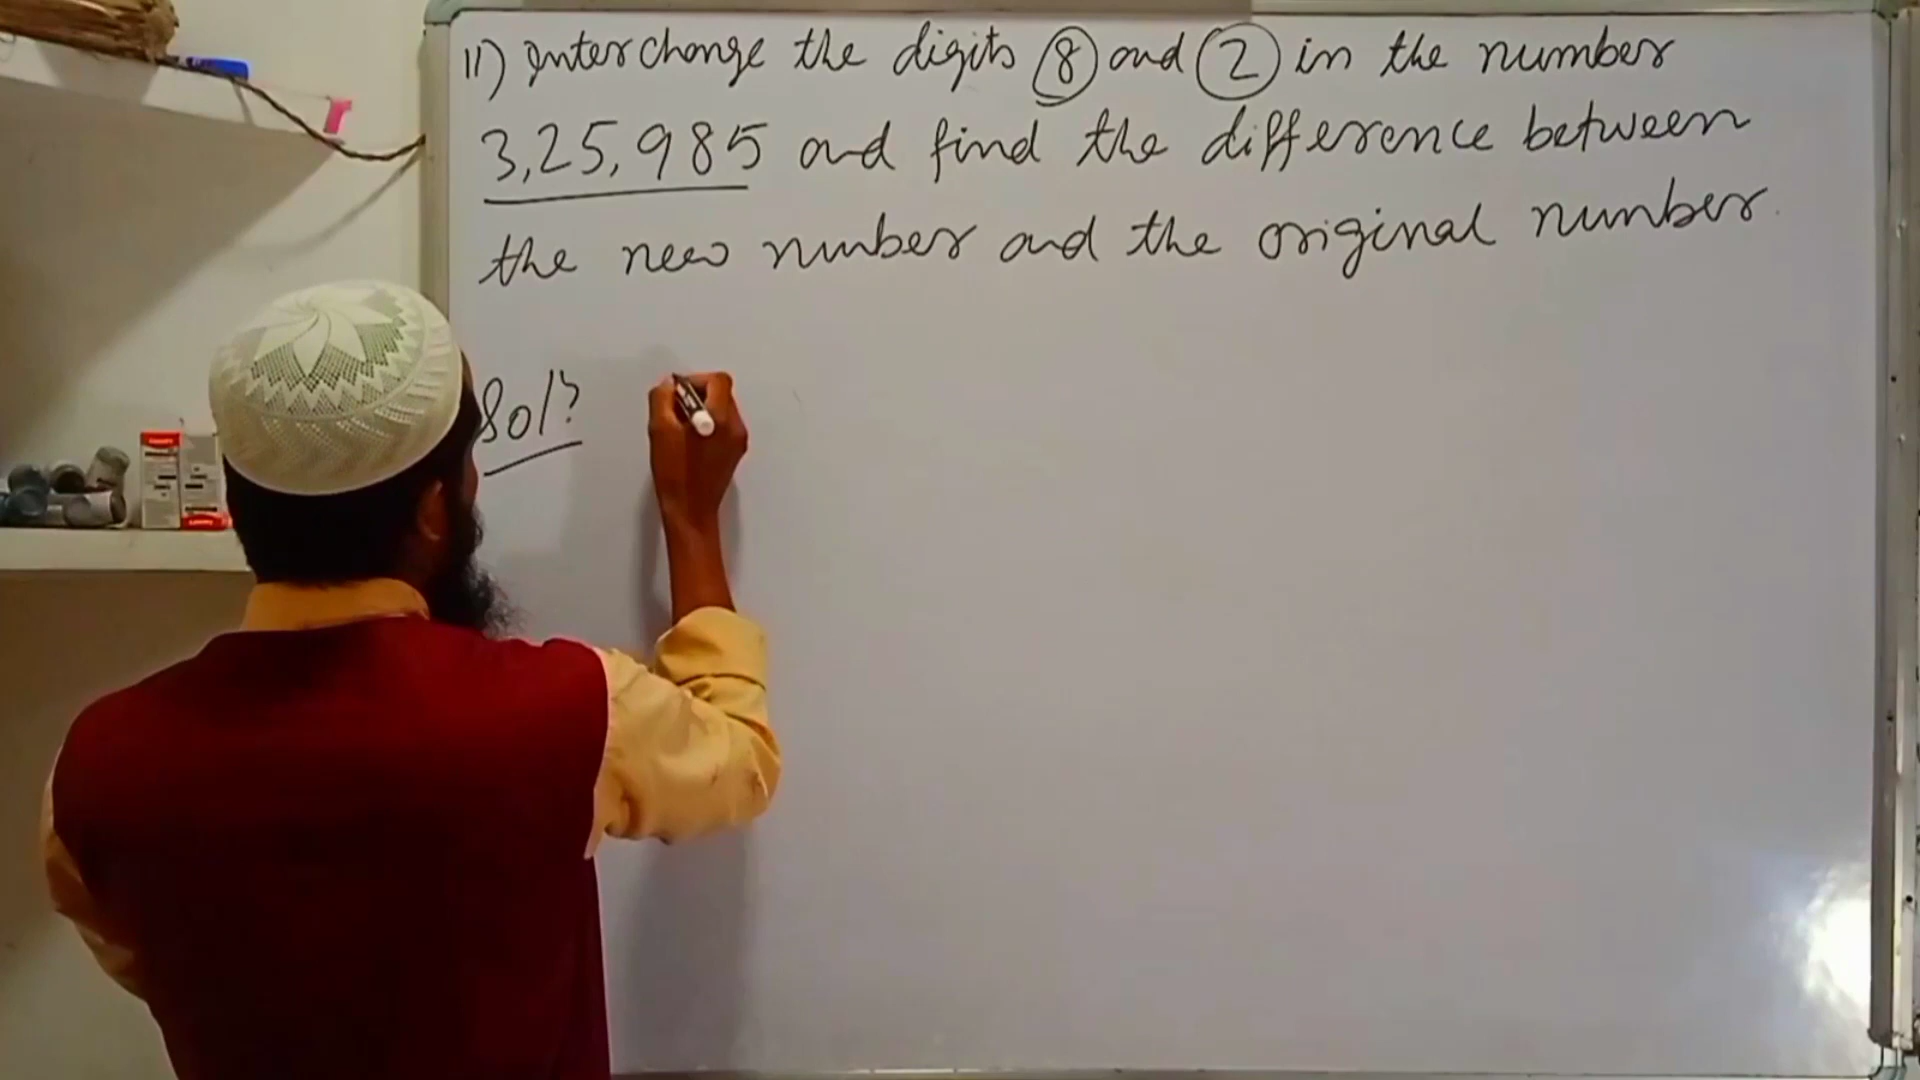 11) Interchange the digits 8 and 2 in the number
3,25,985 and find the difference between
the new number and the original number.
Sol: